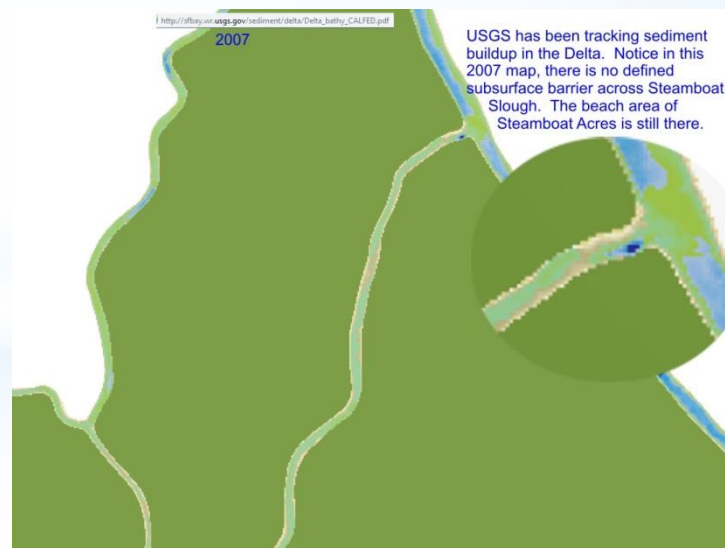 http://sfbay.wr.usgs.gov/sediment/delta/Delta_bathy_CALFED.pdf
2007
USGS has been tracking sediment
buildup in the Delta.  Notice in this
2007 map, there is no defined
subsurface barrier across Steamboat
Slough.  The beach area of
Steamboat Acres is still there.